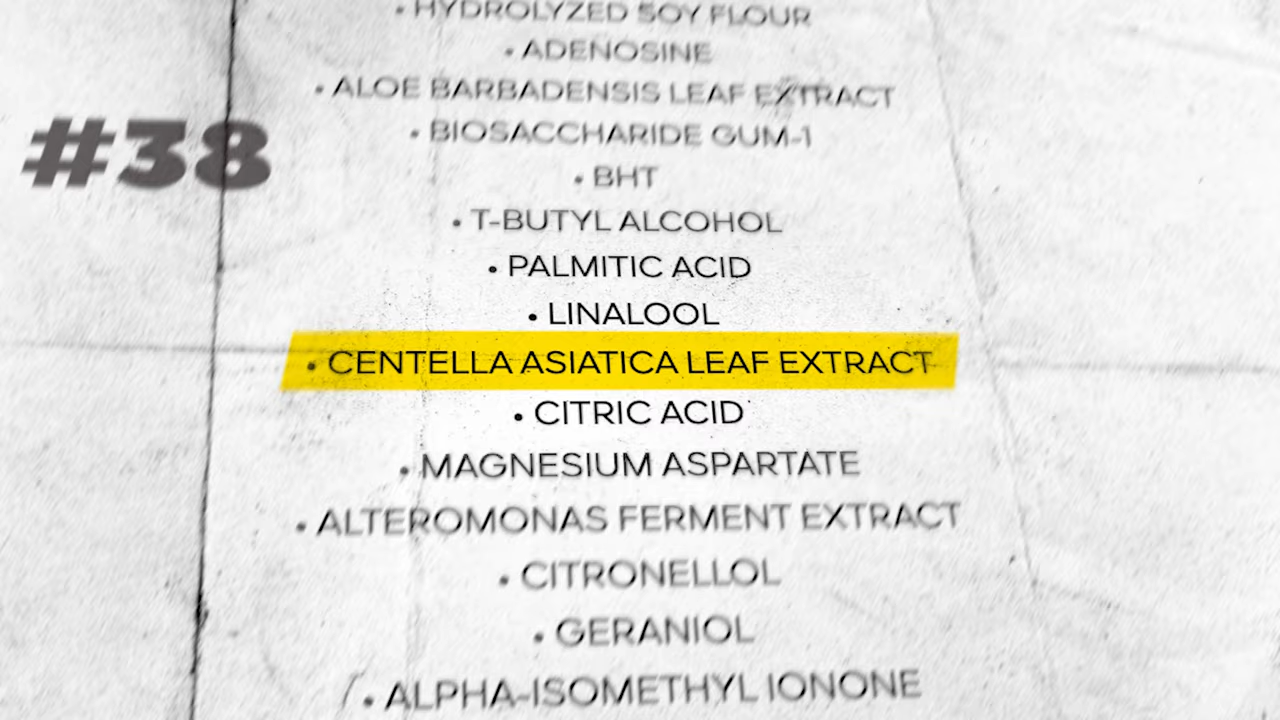 • HYDROLYZED SOY FLOUR
• ADENOSINE
• ALOE BARBADENSIS LEAF EXTRACT
#38
• BIOSACCHARIDE GUM-1
• BHT
• T-BUTYL ALCOHOL
• PALMITIC ACID
• LINALOOL
• CENTELLA ASIATICA LEAF EXTRACT
• CITRIC ACID
• MAGNESIUM ASPARTATE
• ALTEROMONAS FERMENT EXTRACT
• CITRONELLOL
• GERANIOL
• ALPHA-ISOMETHYL IONONE